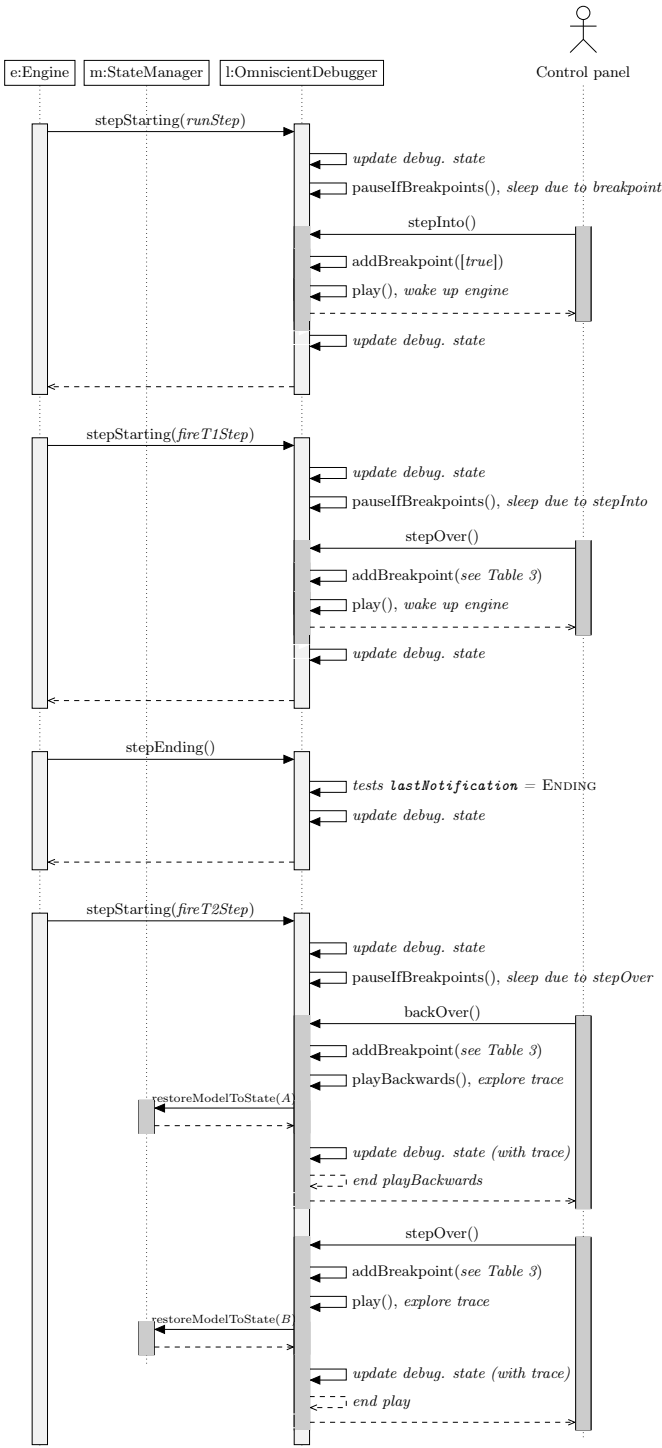 e:Engine m:StateManager l:OmniscientDebugger Control panel
stepStarting(runStep)
update debug. state
pauseIfBreakpoints(), sleep due to breakpoint
stepInto()
addBreakpoint([true])
play(), wake up engine
update debug. state
stepStarting(fireT1Step)
update debug. state
pauseIfBreakpoints(), sleep due to stepInto
stepOver()
addBreakpoint(see Table 3)
play(), wake up engine
update debug. state
stepEnding()
tests lastNotification = ENDING
update debug. state
stepStarting(fireT2Step)
update debug. state
pauseIfBreakpoints(), sleep due to stepOver
backOver()
addBreakpoint(see Table 3)
playBackwards(), explore trace
restoreModelToState(A)
update debug. state (with trace)
end playBackwards
stepOver()
addBreakpoint(see Table 3)
play(), explore trace
restoreModelToState(B)
update debug. state (with trace)
end play